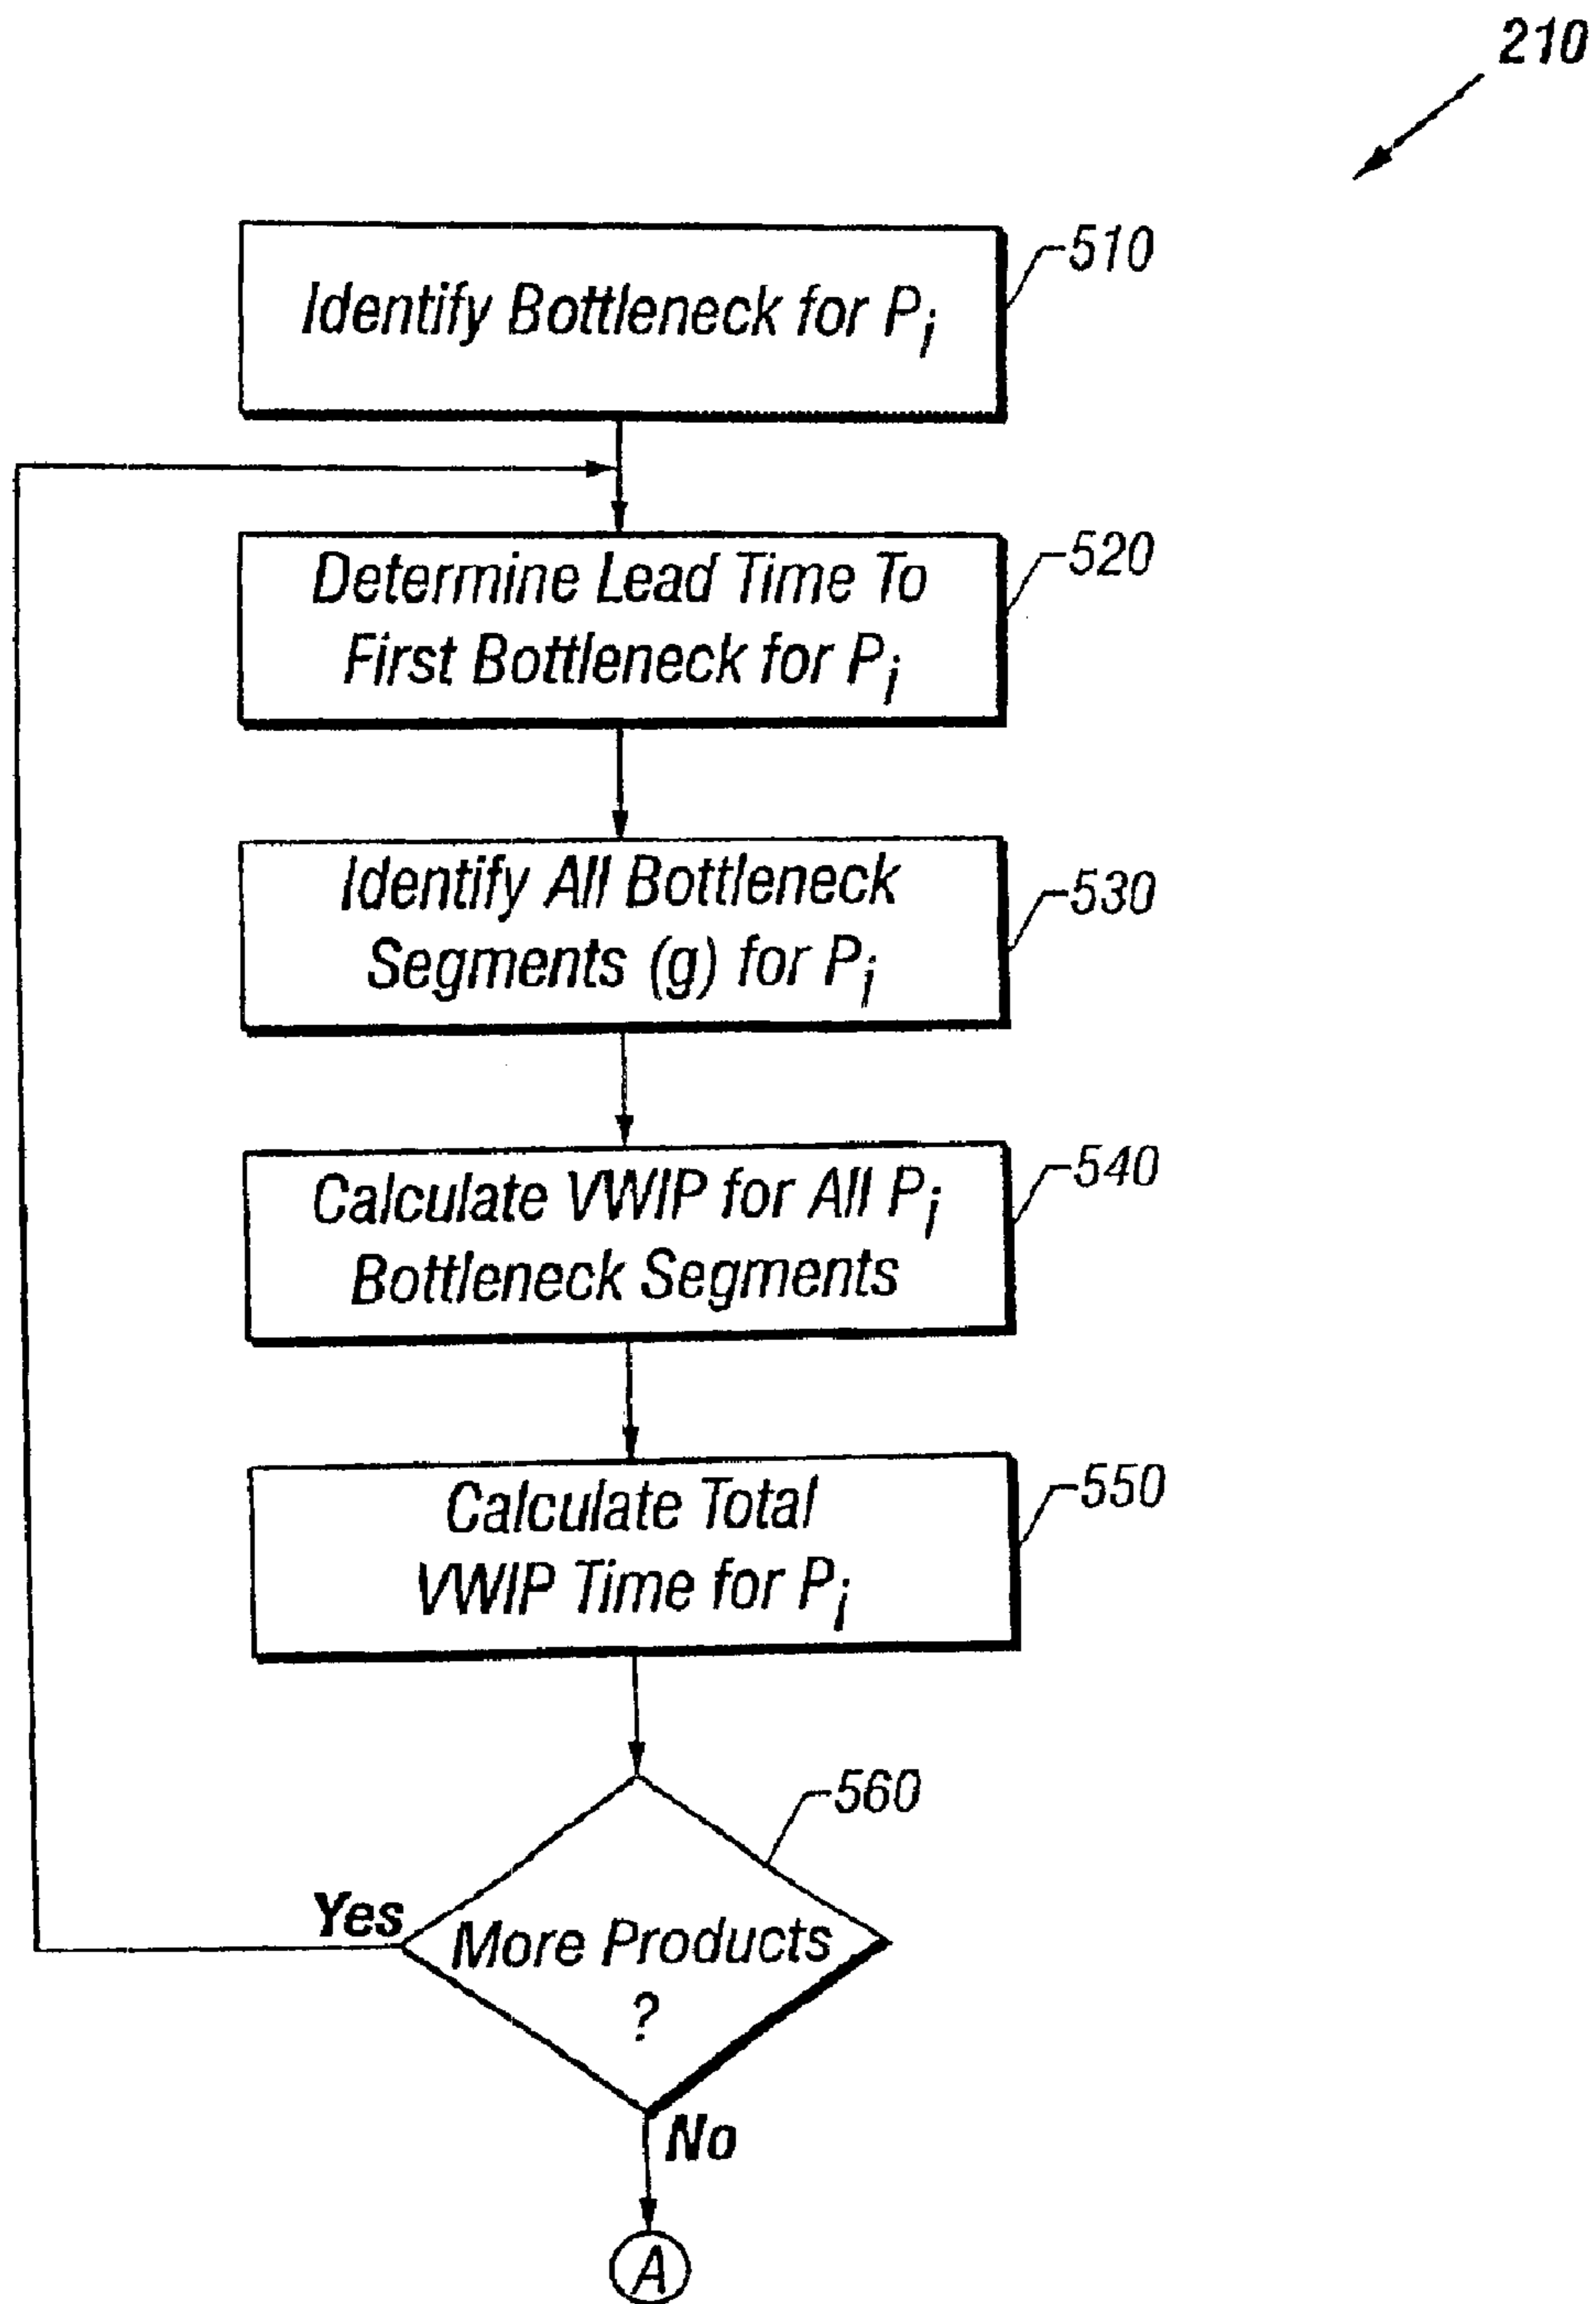 210
Identify Bottleneck for Pi
510
Determine Lead Time To
First Bottleneck for Pi
520
Identify All Bottleneck
Segments (g) for Pi
530
Calculate VWIP for All Pi
Bottleneck Segments
540
Calculate Total
VWIP Time for Pi
550
560
Yes
More Products
?
No
A